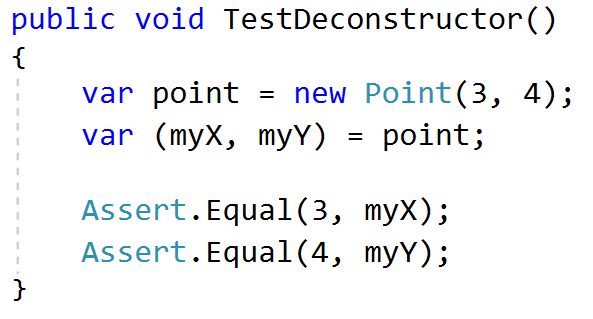 public void TestDeconstructor()
{
    var point = new Point(3, 4);
    var (myX, myY) = point;

    Assert.Equal(3, myX);
    Assert.Equal(4, myY);
}